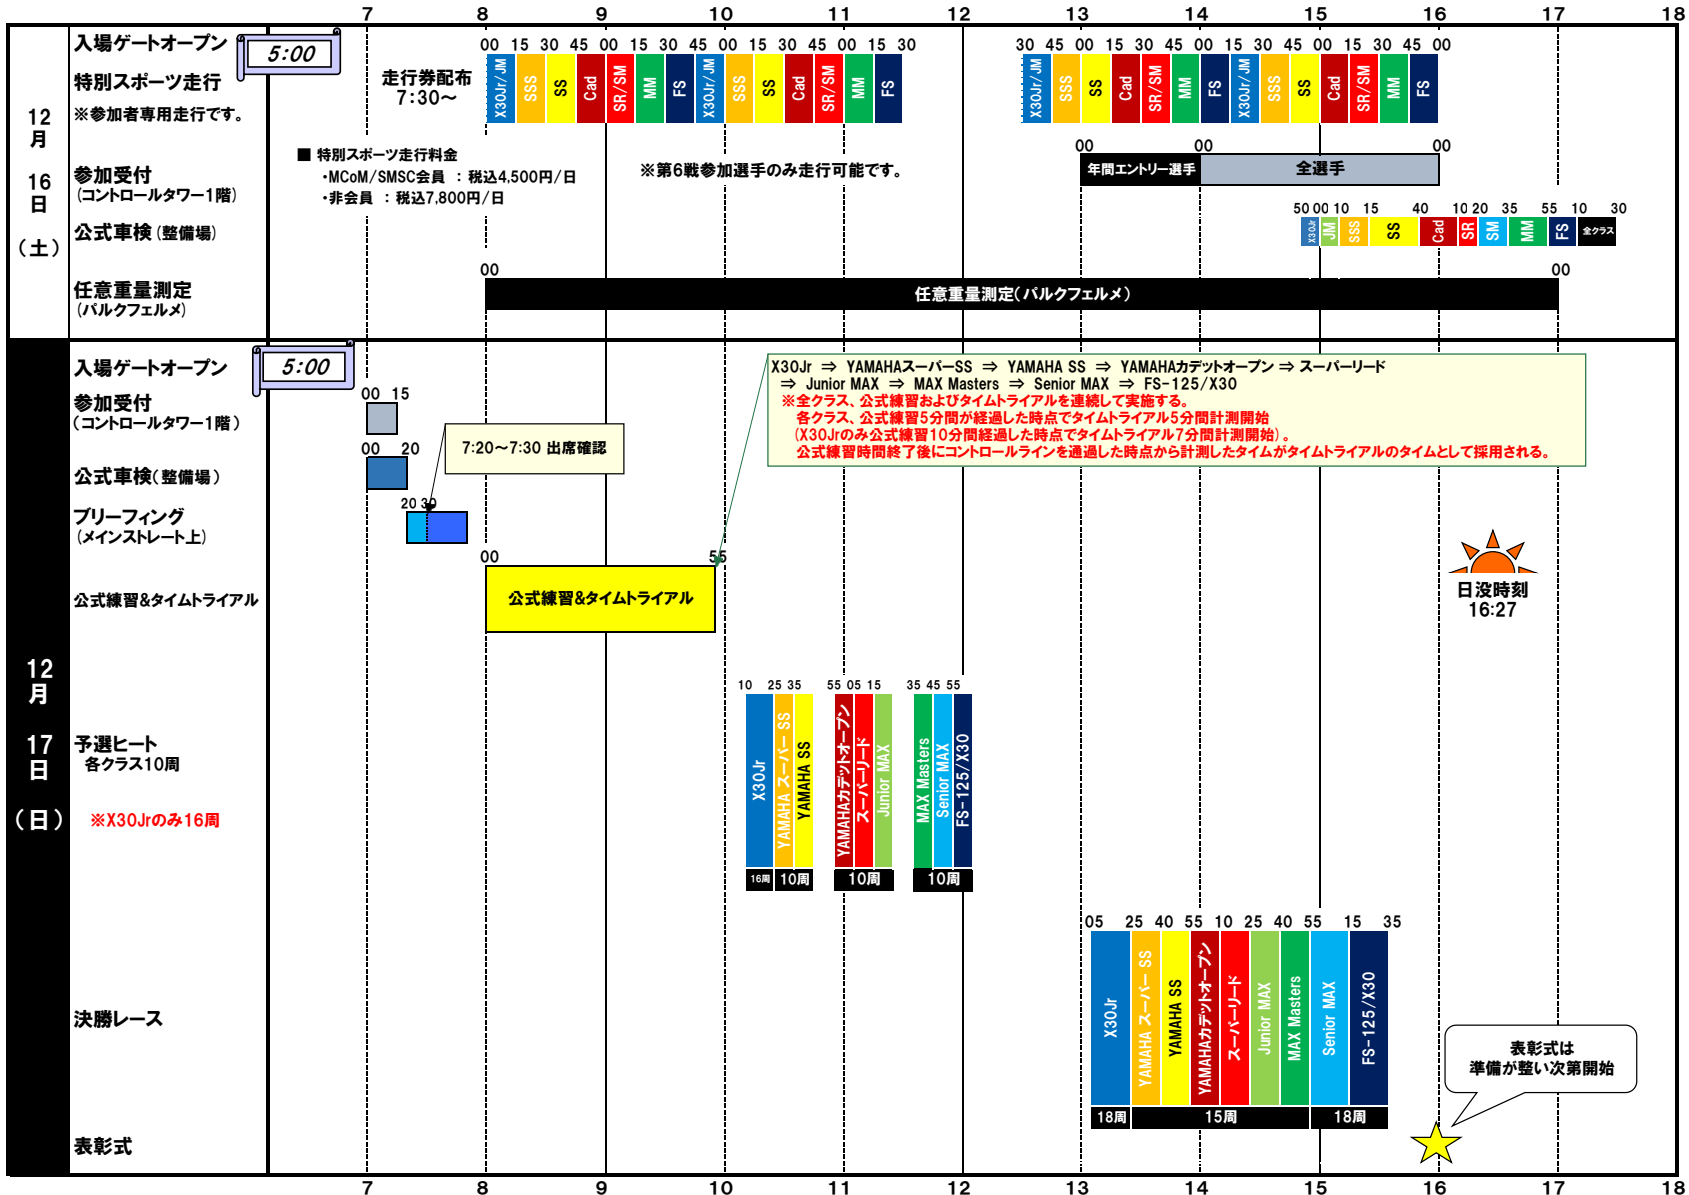 7 8 9 10 11 12 13 14 15 16 17 18
12月16日（土）
入場ゲートオープン
5:00
特別スポーツ走行
※参加者専用走行です。
走行券配布
7:30～
00 15 30 45 00 15 30 45 00 15 30 45 00 15 30
X30Jr/JM SSS SS Cad SR/SM MM FS X30Jr/JM SSS SS Cad SR/SM MM FS
30 45 00 15 30 45 00 15 30 45 00 15 30 45 00
X30Jr/JM SSS SS Cad SR/SM MM FS X30Jr/JM SSS SS Cad SR/SM MM FS
■ 特別スポーツ走行料金
・MCoM/SMSC会員 ： 税込4,500円/日
・非会員 ： 税込7,800円/日
※第6戦参加選手のみ走行可能です。
参加受付
(コントロールタワー1階)
00 00 00
年間エントリー選手 全選手
公式車検 (整備場)
50 00 10 15 40 10 20 35 55 10 30
X30Jr JM SSS SS Cad SR SM MM FS 全クラス
任意重量測定
(パルクフェルメ)
00 00
任意重量測定(パルクフェルメ)
12月17日（日）
入場ゲートオープン
5:00
X30Jr ⇒ YAMAHAスーパーSS ⇒ YAMAHA SS ⇒ YAMAHAカデットオープン ⇒ スーパーリード
⇒ Junior MAX ⇒ MAX Masters ⇒ Senior MAX ⇒ FS-125/X30
※全クラス、公式練習およびタイムトライアルを連続して実施する。
各クラス、公式練習5分間が経過した時点でタイムトライアル5分間計測開始
(X30Jrのみ公式練習10分間経過した時点でタイムトライアル7分間計測開始)。
公式練習時間終了後にコントロールラインを通過した時点から計測したタイムがタイムトライアルのタイムとして採用される。
参加受付
(コントロールタワー1階)
00 15
公式車検(整備場)
00 20
7:20～7:30 出席確認
ブリーフィング
(メインストレート上)
20 30
公式練習&タイムトライアル
00 55
公式練習&タイムトライアル
日没時刻
16:27
予選ヒート
各クラス10周
※X30Jrのみ16周
10 25 35 55 05 15 35 45 55
X30Jr YAMAHA スーパー SS YAMAHA SS YAMAHAカデットオープン スーパーリード Junior MAX MAX Masters Senior MAX FS-125/X30
16周 10周 10周 10周
決勝レース
05 25 40 55 10 25 40 55 15 35
X30Jr YAMAHA スーパー SS YAMAHA SS YAMAHAカデットオープン スーパーリード Junior MAX MAX Masters Senior MAX FS-125/X30
18周 15周 18周
表彰式は
準備が整い次第開始
表彰式
7 8 9 10 11 12 13 14 15 16 17 18